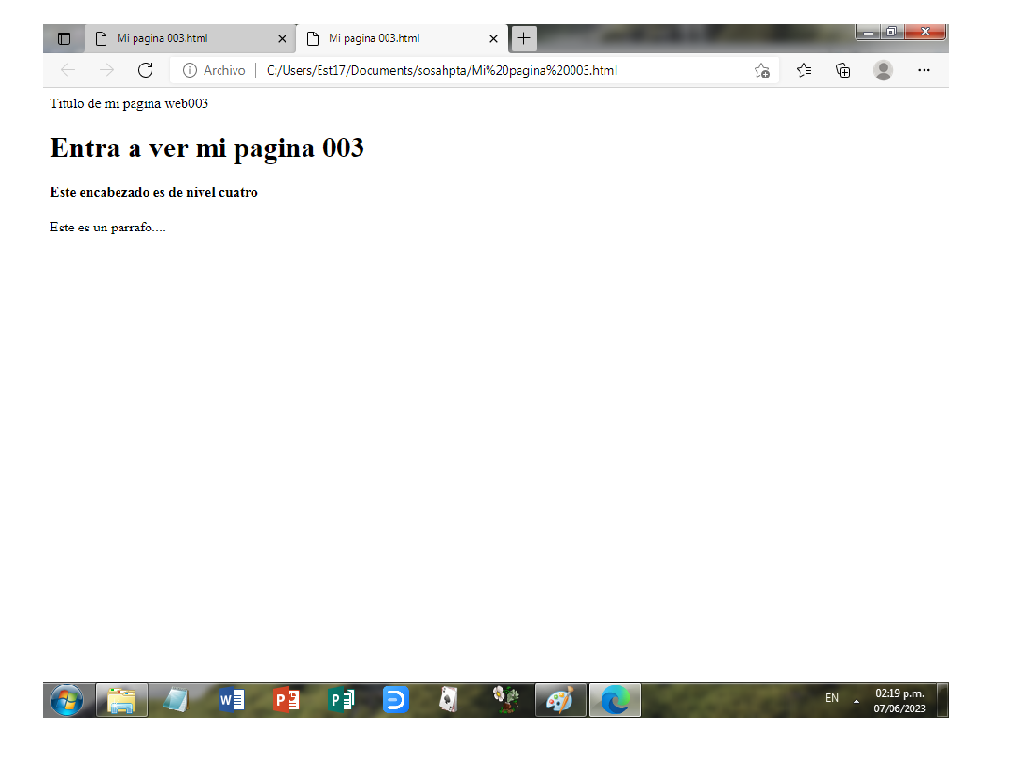 Mi pagina 003.html
Mi pagina 003.html
Archivo | C:/Users/Est17/Documents/sosahpta/Mi%20pagina%20003.html
Titulo de mi pagina web003
Entra a ver mi pagina 003
Este encabezado es de nivel cuatro
Este es un parrafo....
EN
02:19 p.m.
07/06/2023